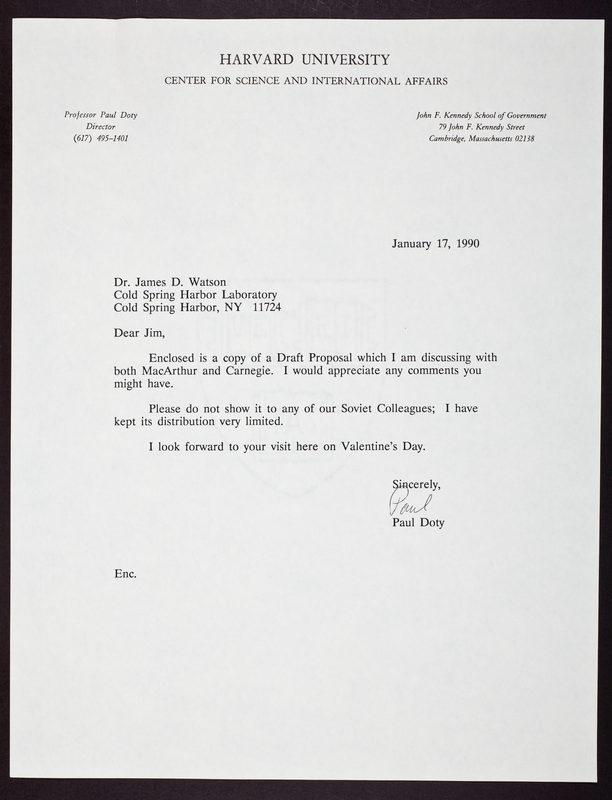 HARVARD UNIVERSITY
CENTER FOR SCIENCE AND INTERNATIONAL AFFAIRS
Professor Paul Doty
Director
(617) 495-1401
John F. Kennedy School of Government
79 John F. Kennedy Street
Cambridge, Massachusetts 02138
January 17, 1990
Dr. James D. Watson
Cold Spring Harbor Laboratory
Cold Spring Harbor, NY 11724
Dear Jim,
Enclosed is a copy of a Draft Proposal which I am discussing with
both MacArthur and Carnegie. I would appreciate any comments you
might have.
Please do not show it to any of our Soviet Colleagues; I have
kept its distribution very limited.
I look forward to your visit here on Valentine's Day.
Sincerely,
Paul
Paul Doty
Enc.